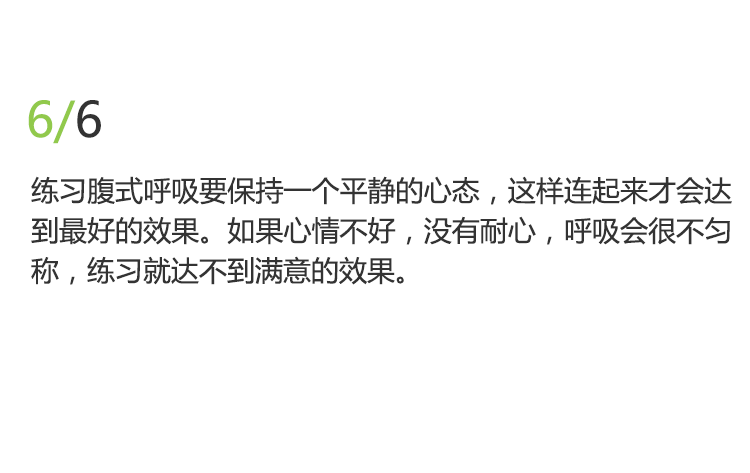 6/6
练习腹式呼吸要保持一个平静的心态，这样连起来才会达
到最好的效果。如果心情不好，没有耐心，呼吸会很不匀
称，练习就达不到满意的效果。